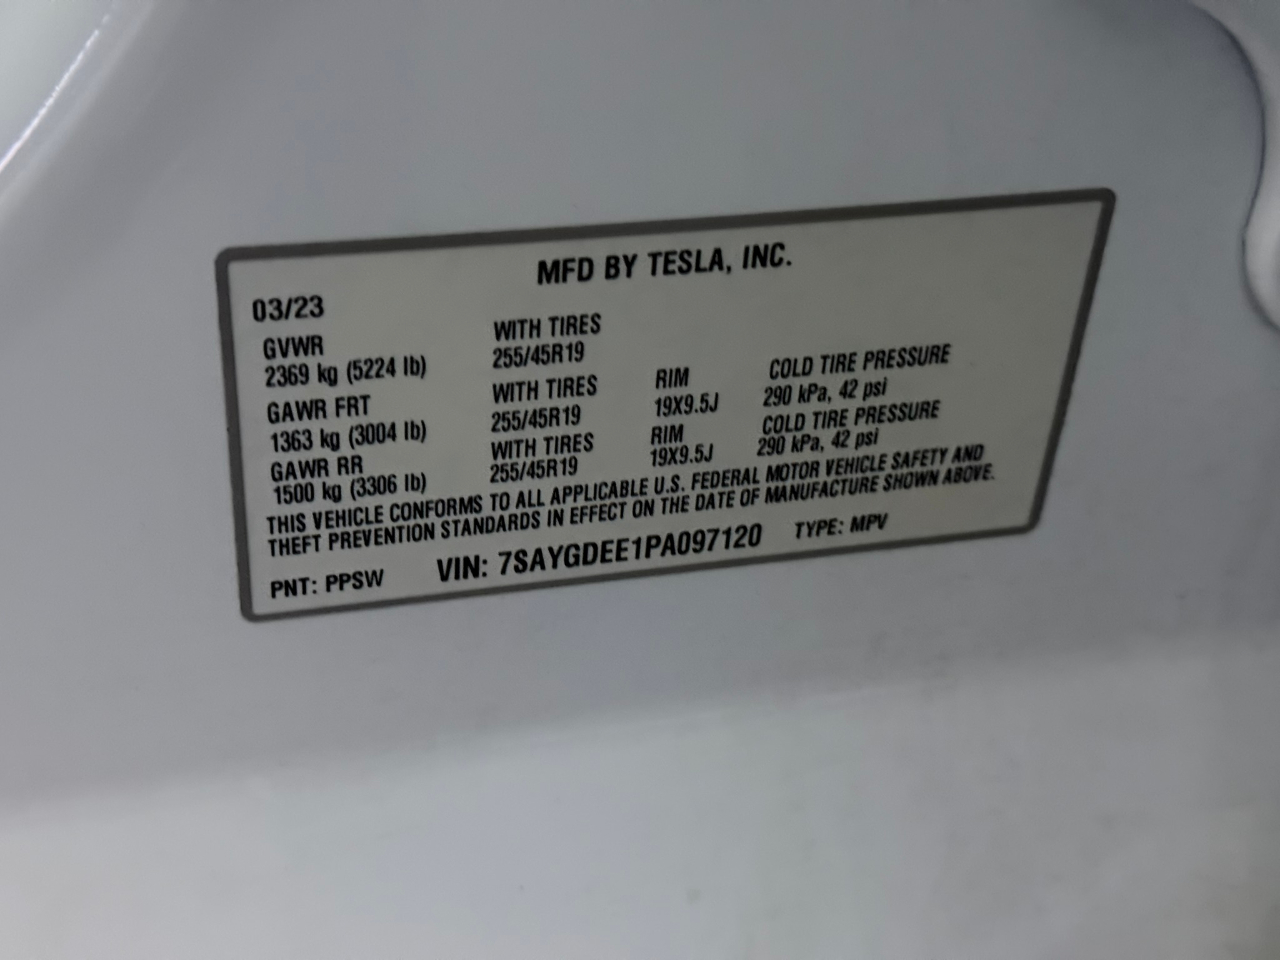 MFD BY TESLA, INC.
03/23
GVWR WITH TIRES
2369 kg (5224 lb) 255/45R19
GAWR FRT WITH TIRES RIM COLD TIRE PRESSURE
1363 kg (3004 lb) 255/45R19 19X9.5J 290 kPa, 42 psi
GAWR RR WITH TIRES RIM COLD TIRE PRESSURE
1500 kg (3306 lb) 255/45R19 19X9.5J 290 kPa, 42 psi
THIS VEHICLE CONFORMS TO ALL APPLICABLE U.S. FEDERAL MOTOR VEHICLE SAFETY AND
THEFT PREVENTION STANDARDS IN EFFECT ON THE DATE OF MANUFACTURE SHOWN ABOVE.
PNT: PPSW VIN: 7SAYGDEE1PA097120 TYPE: MPV